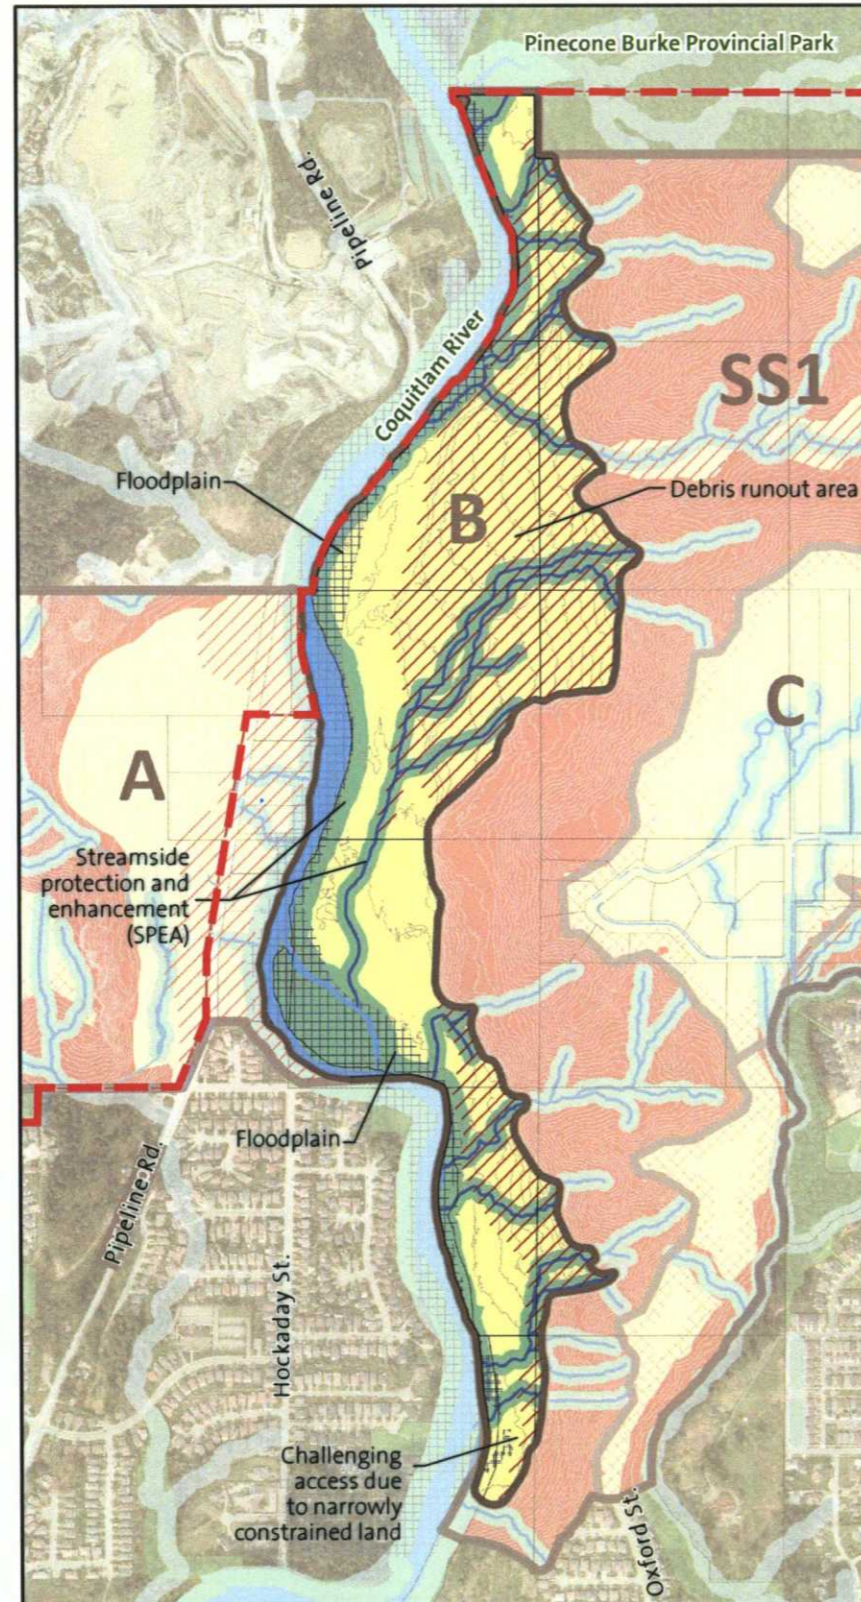 Pinecone Burke Provincial Park
Pipeline Rd.
Coquitlam River
SS1
Floodplain
B
Debris runout area
A
C
Streamside
protection and
enhancement
(SPEA)
Floodplain
Pipeline Rd.
Hockaday St.
Challenging
access due
to narrowly
constrained land
Oxford St.